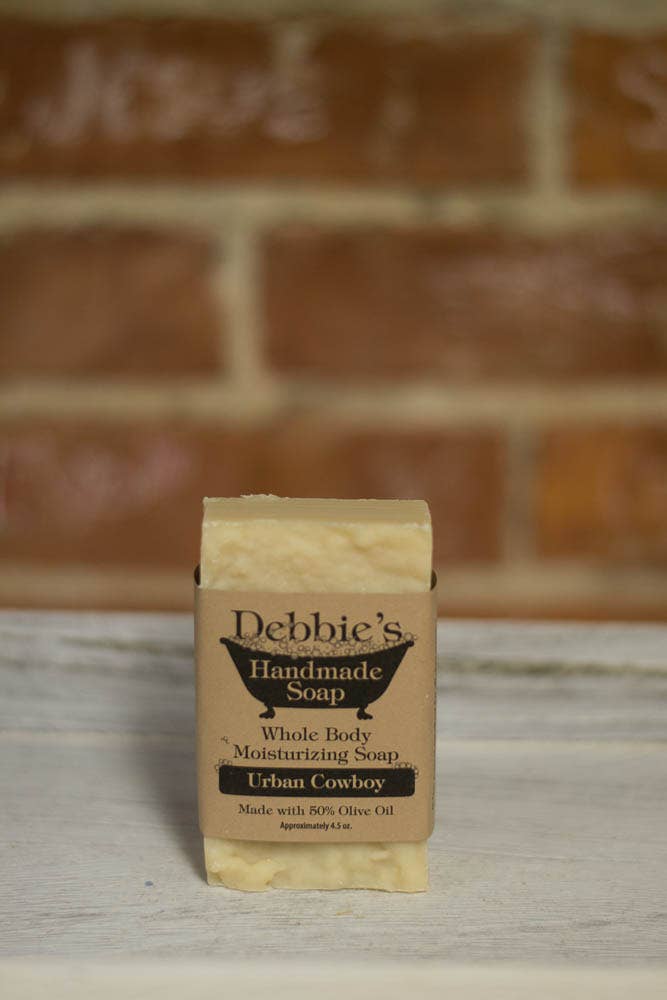 Debbie's
Handmade
Soap
Whole Body
Moisturizing Soap
Urban Cowboy
Made with 50% Olive Oil
Approximately 4.5 oz.